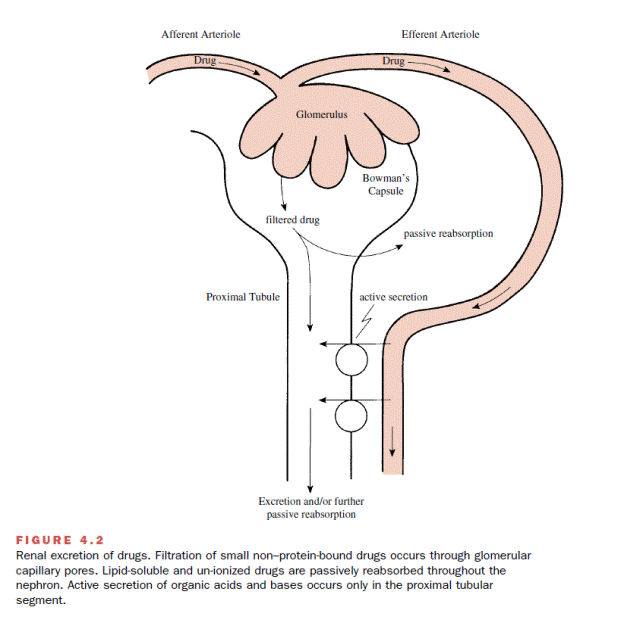 Afferent Arteriole
Efferent Arteriole
Drug
Drug
Glomerulus
Bowman's
Capsule
filtered drug
passive reabsorption
Proximal Tubule
active secretion
Excretion and/or further
passive reabsorption
FIGURE 4.2
Renal excretion of drugs. Filtration of small non–protein-bound drugs occurs through glomerular
capillary pores. Lipid-soluble and un-ionized drugs are passively reabsorbed throughout the
nephron. Active secretion of organic acids and bases occurs only in the proximal tubular
segment.